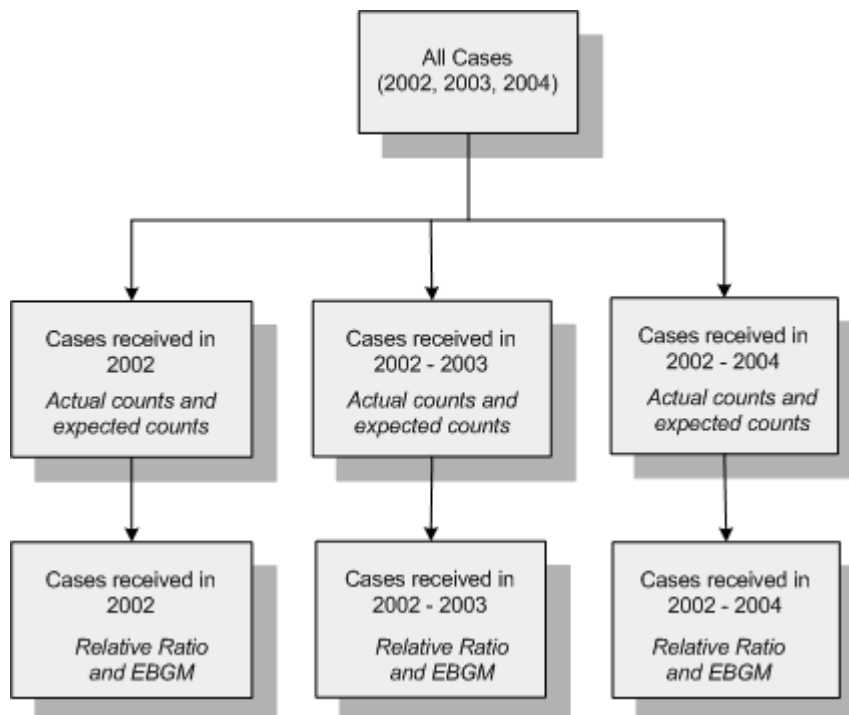 All Cases
(2002, 2003, 2004)
Cases received in
2002
Actual counts and
expected counts
Cases received in
2002 - 2003
Actual counts and
expected counts
Cases received in
2002 - 2004
Actual counts and
expected counts
Cases received in
2002
Relative Ratio
and EBGM
Cases received in
2002 - 2003
Relative Ratio
and EBGM
Cases received in
2002 - 2004
Relative Ratio
and EBGM